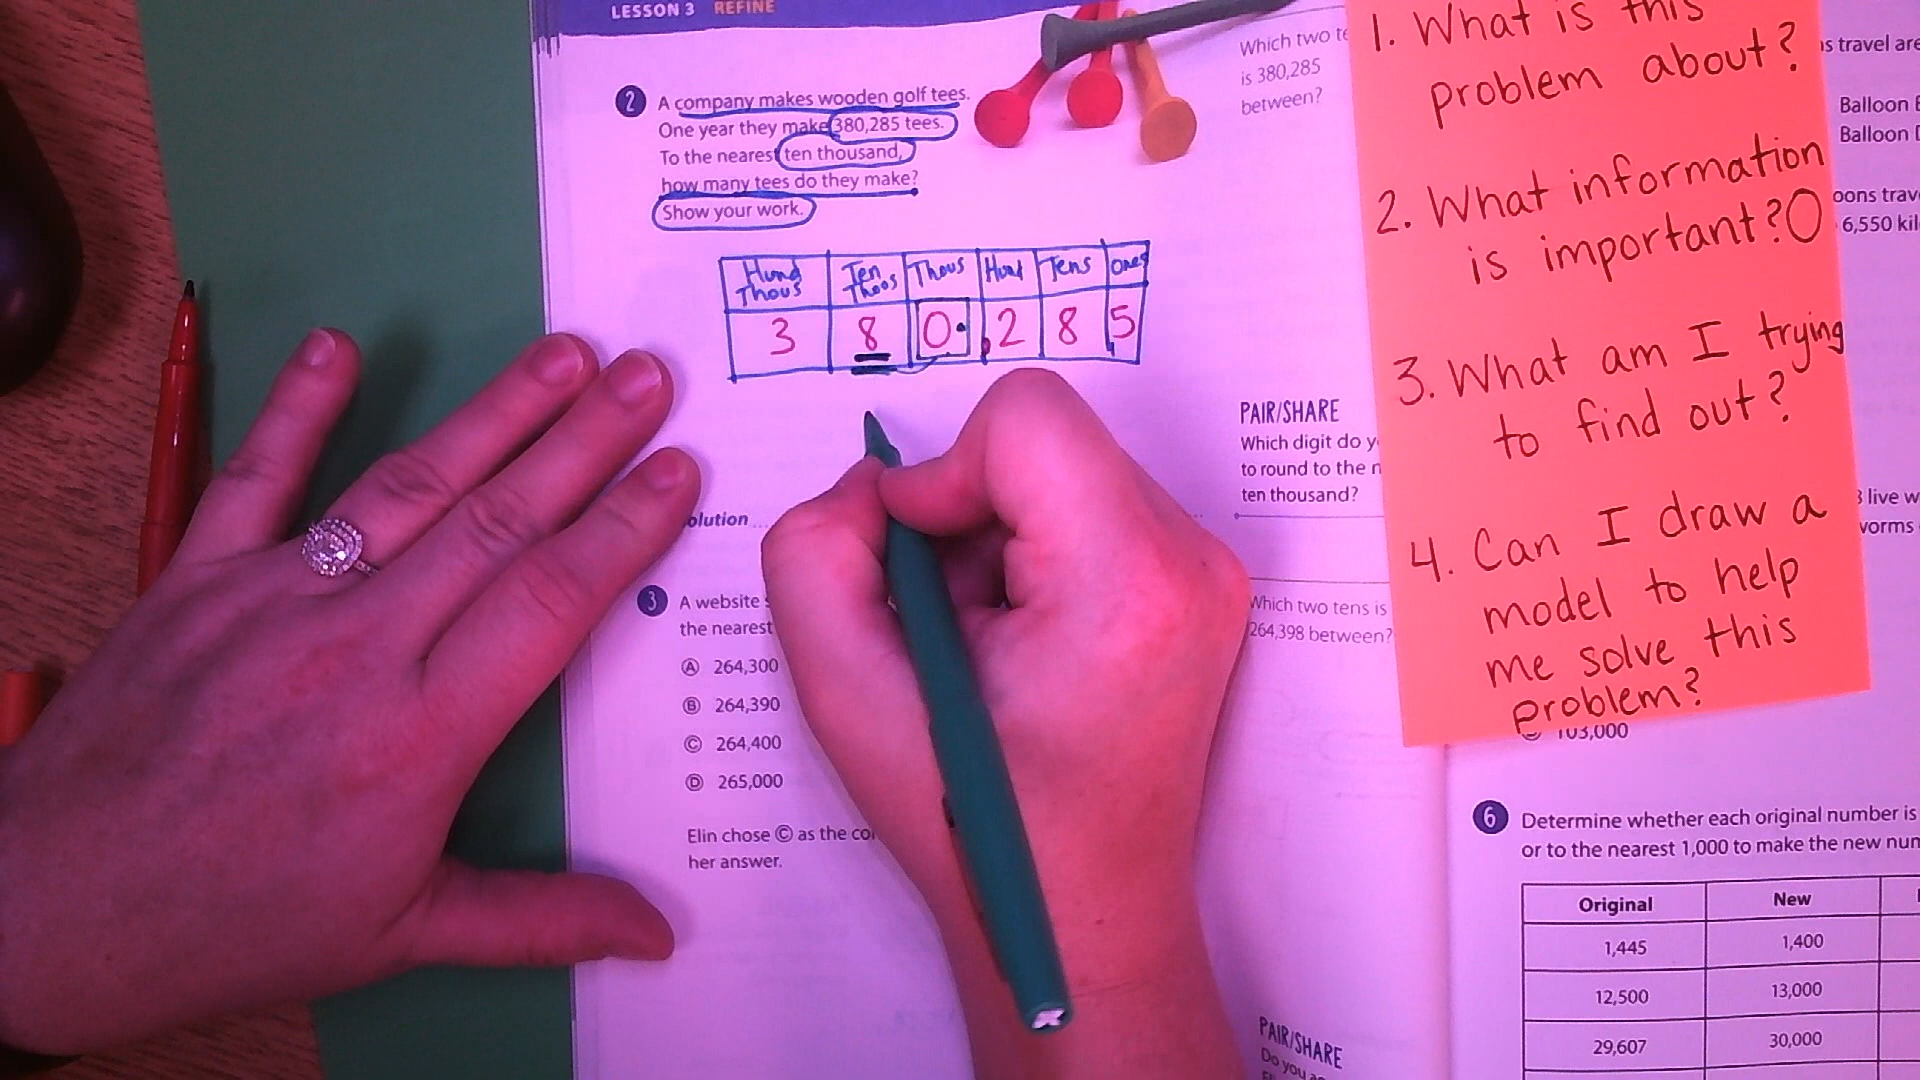 LESSON 3 REFINE
2 A company makes wooden golf tees.
One year they make 380,285 tees.
To the nearest ten thousand,
how many tees do they make?
Show your work.
Hund Thous Ten Thous Thous Hund Tens Ones
3 8 0 , 2 8 5
Which two
is 380,285
between?
PAIR/SHARE
Which digit do
to round to the
ten thousand?
3 A website
the nearest
A 264,300
B 264,390
C 264,400
D 265,000
Elin chose C as the
her answer.
Which two tens is
264,398 between?
PAIR/SHARE
Do you
1. What is this
problem about?
2. What information
is important? O
3. What am I trying
to find out?
4. Can I draw a
model to help
me solve this
problem?
travel are
Balloon
Balloon
6,550
live
103,000
6 Determine whether each original number is
or to the nearest 1,000 to make the new
Original New
1,445 1,400
12,500 13,000
29,607 30,000